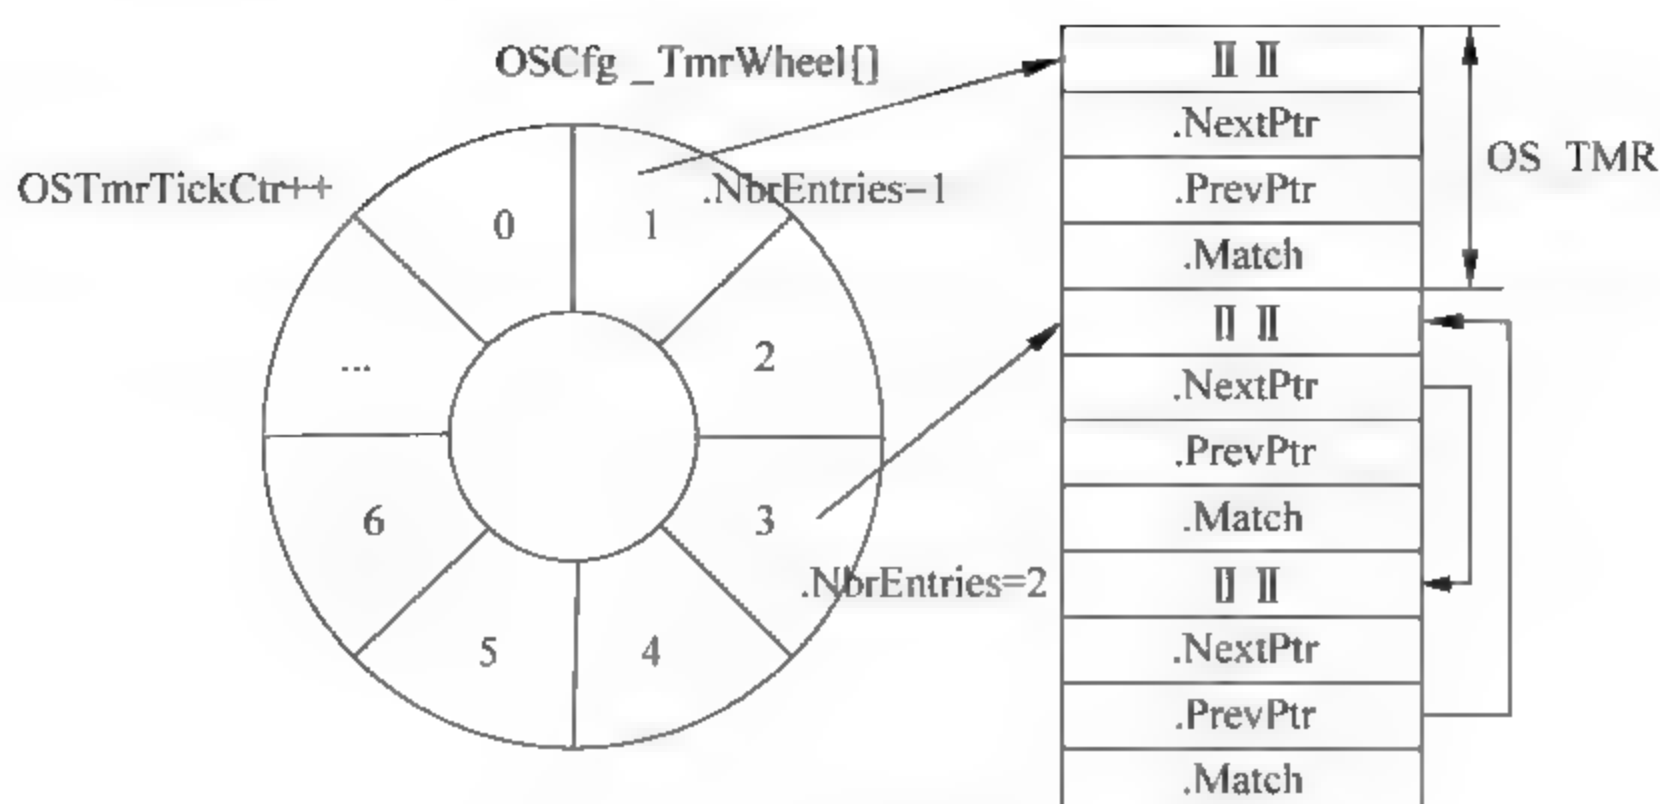 OSCfg _TmrWheel[]
OSTmrTickCtr++
.NbrEntries-1
0
1
2
3
4
5
6
...
.NbrEntries=2
.NextPtr
.PrevPtr
.Match
OS TMR
.NextPtr
.PrevPtr
.Match
.NextPtr
.PrevPtr
.Match